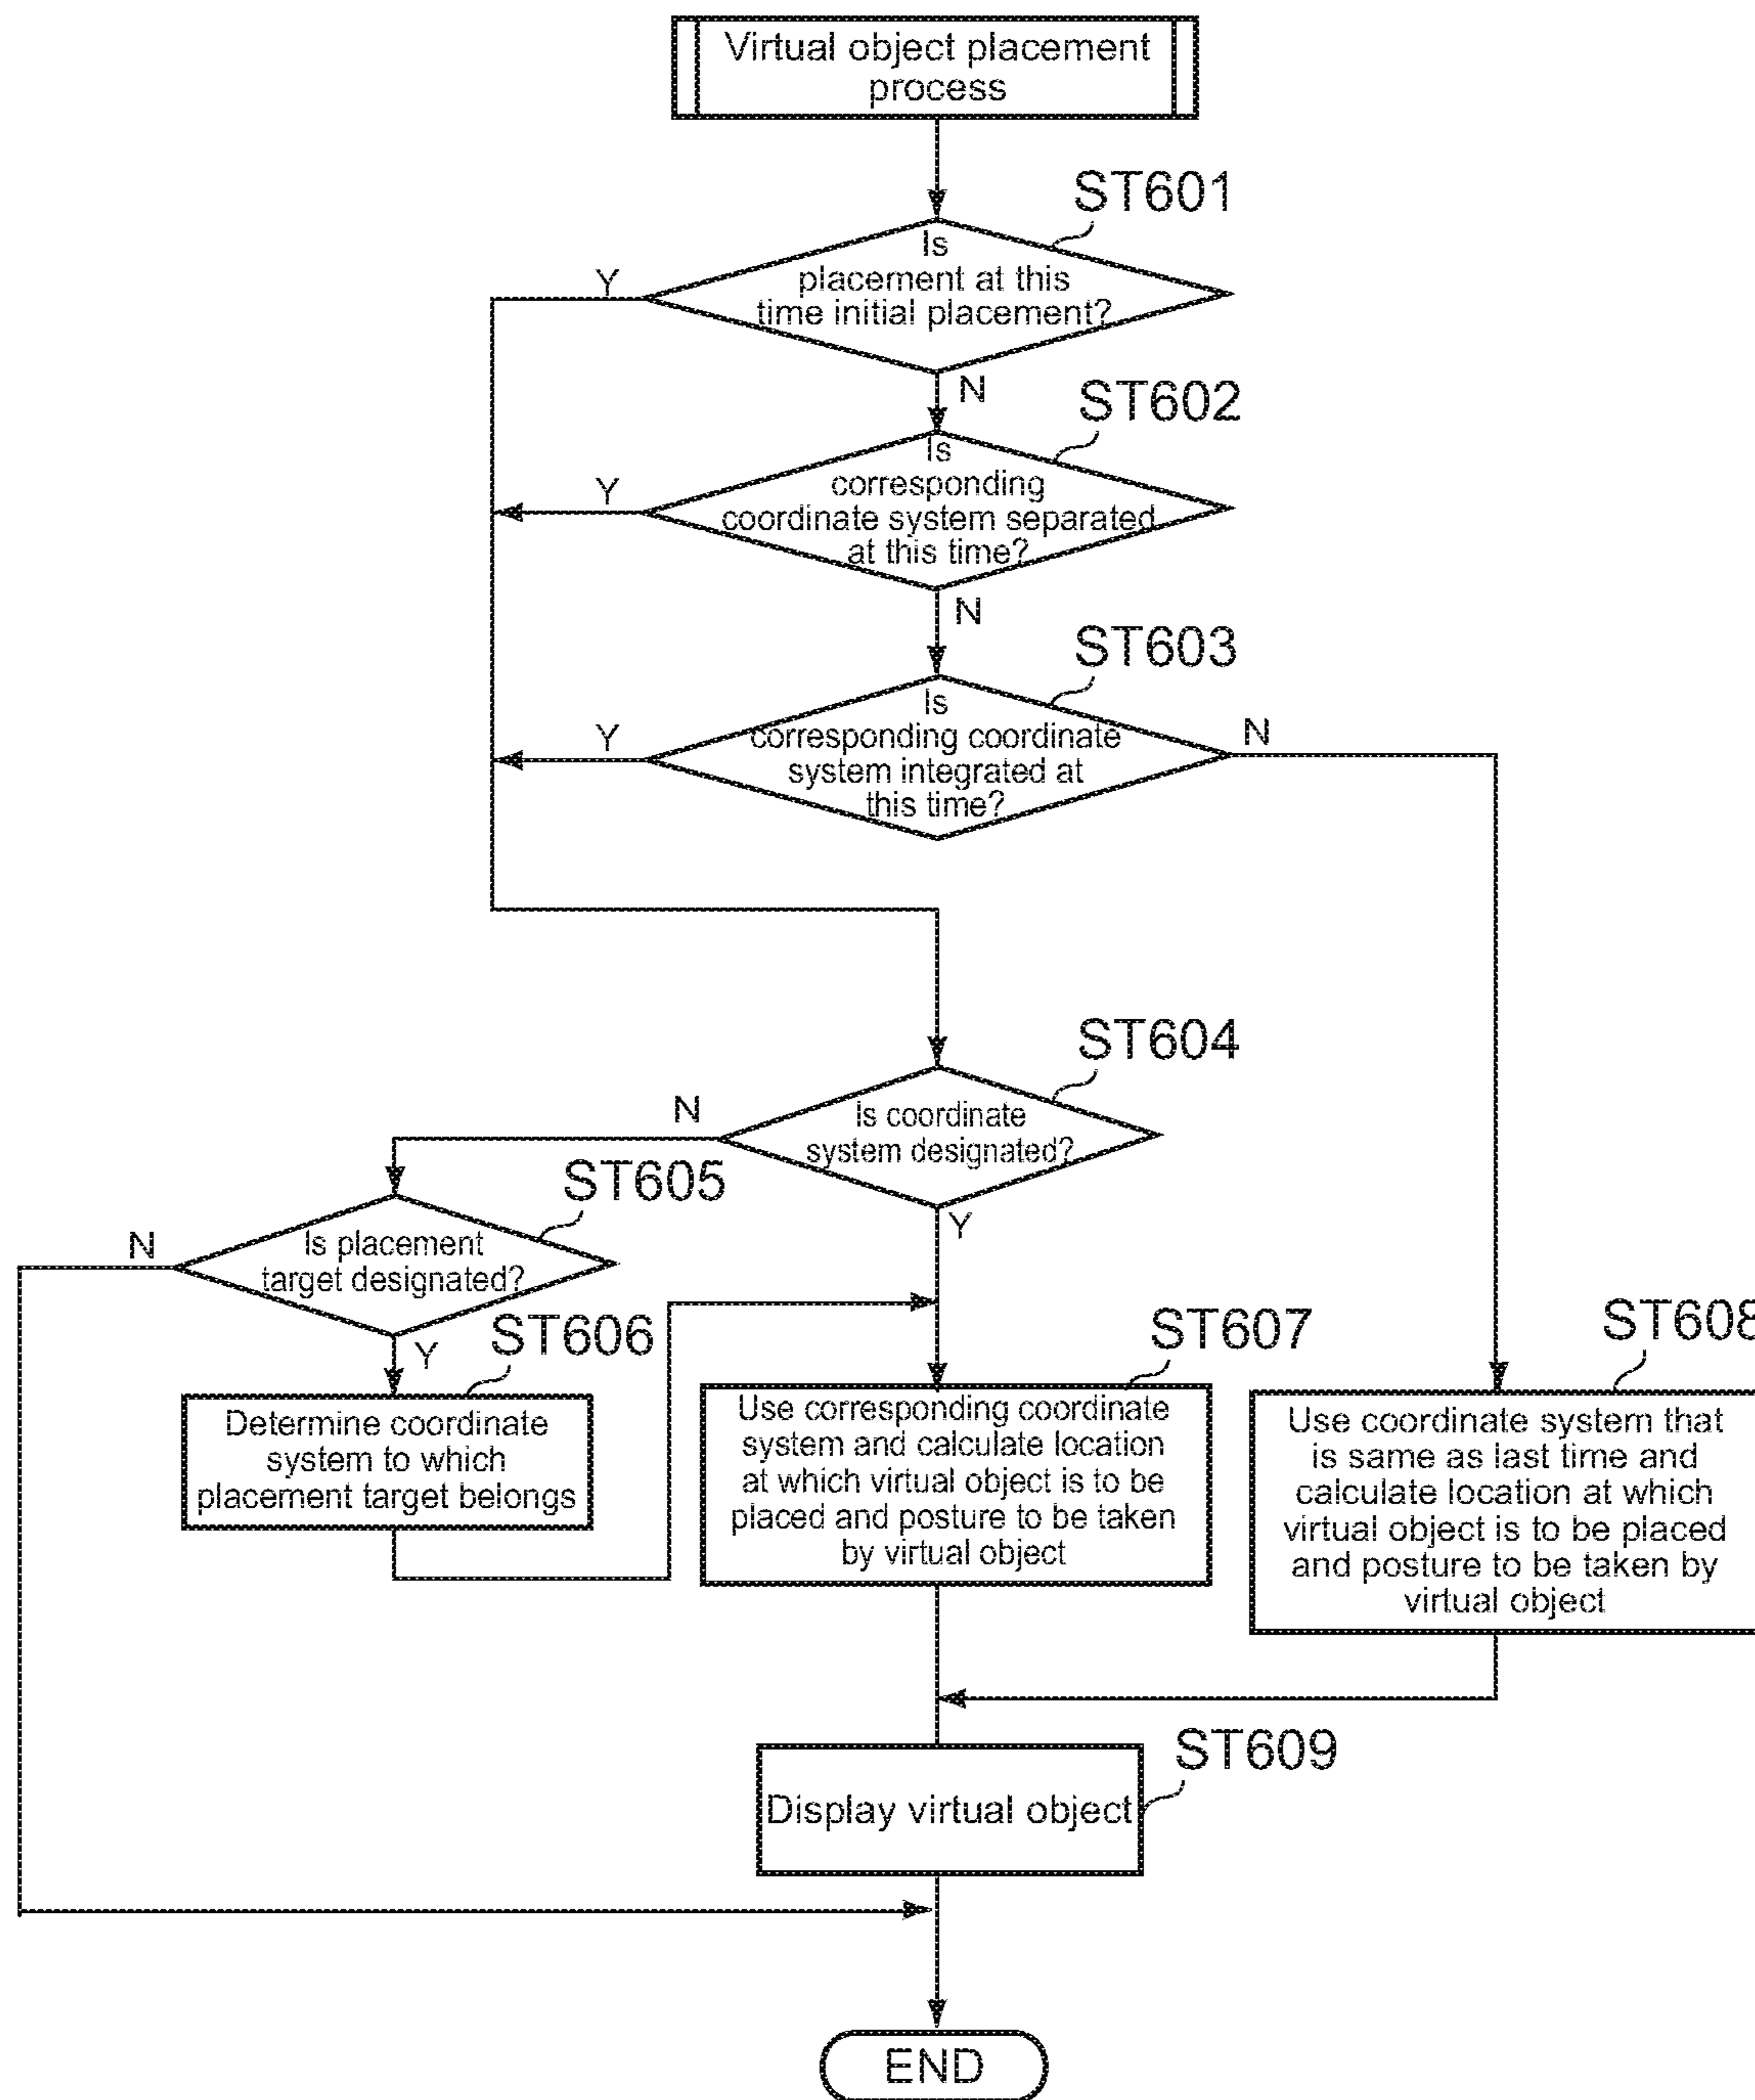 Virtual object placement
process
ST601
Is
placement at this
time initial placement?
Y
N
ST602
Is
corresponding
coordinate system separated
at this time?
Y
N
ST603
Is
corresponding coordinate
system integrated at
this time?
Y
N
ST604
Is coordinate
system designated?
N
Y
ST605
Is placement
target designated?
N
Y
ST606
Determine coordinate
system to which
placement target belongs
ST607
Use corresponding coordinate
system and calculate location
at which virtual object is to be
placed and posture to be taken
by virtual object
ST608
Use coordinate system that
is same as last time and
calculate location at which
virtual object is to be placed
and posture to be taken by
virtual object
ST609
Display virtual object
END